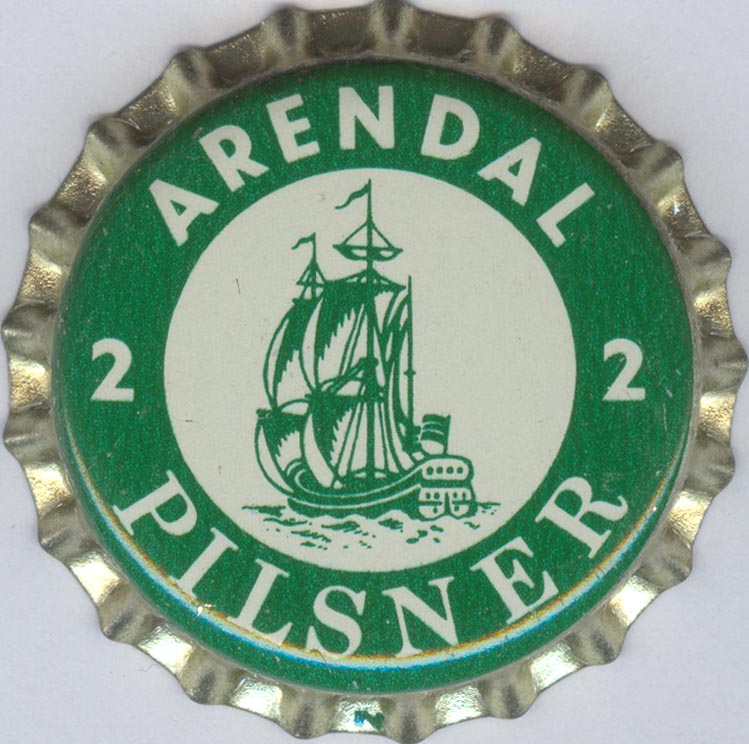 ARENDAL
2 2
PILSNER
N